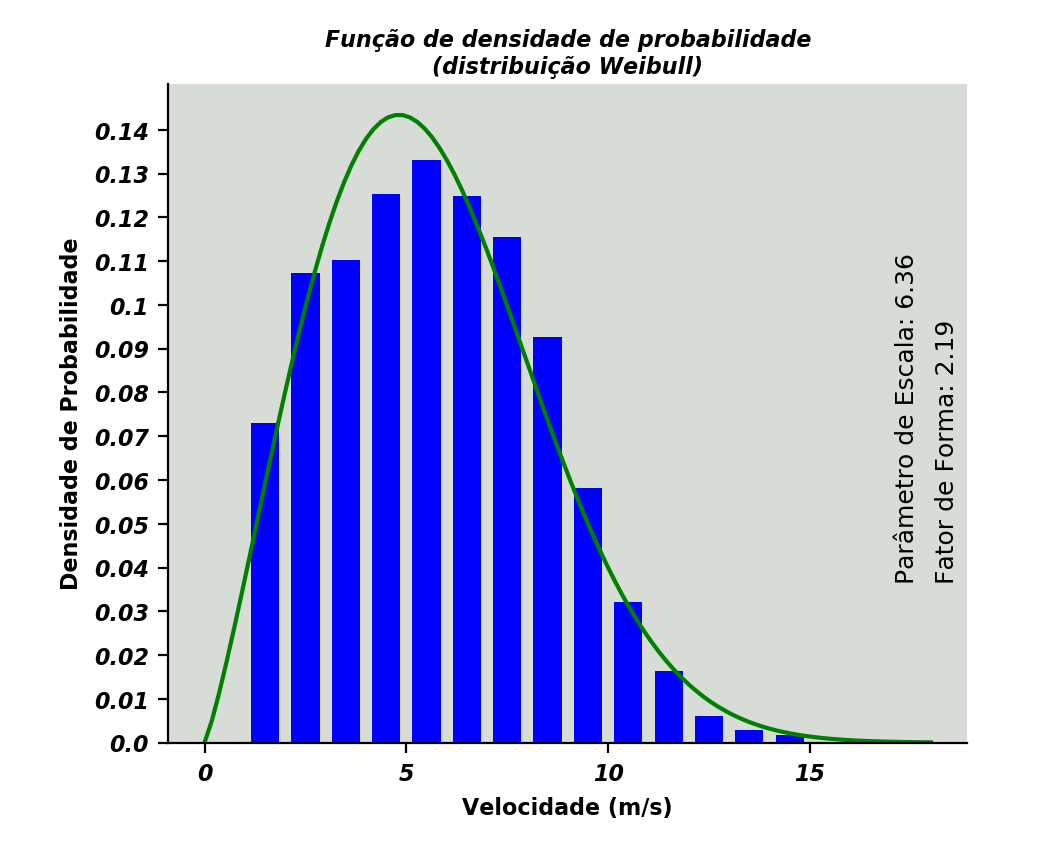 Função de densidade de probabilidade
(distribuição Weibull)
Densidade de Probabilidade
0.14
0.13
0.12
0.11
0.1
0.09
0.08
0.07
0.06
0.05
0.04
0.03
0.02
0.01
0.0
Parâmetro de Escala: 6.36
Fator de Forma: 2.19
0 5 10 15
Velocidade (m/s)